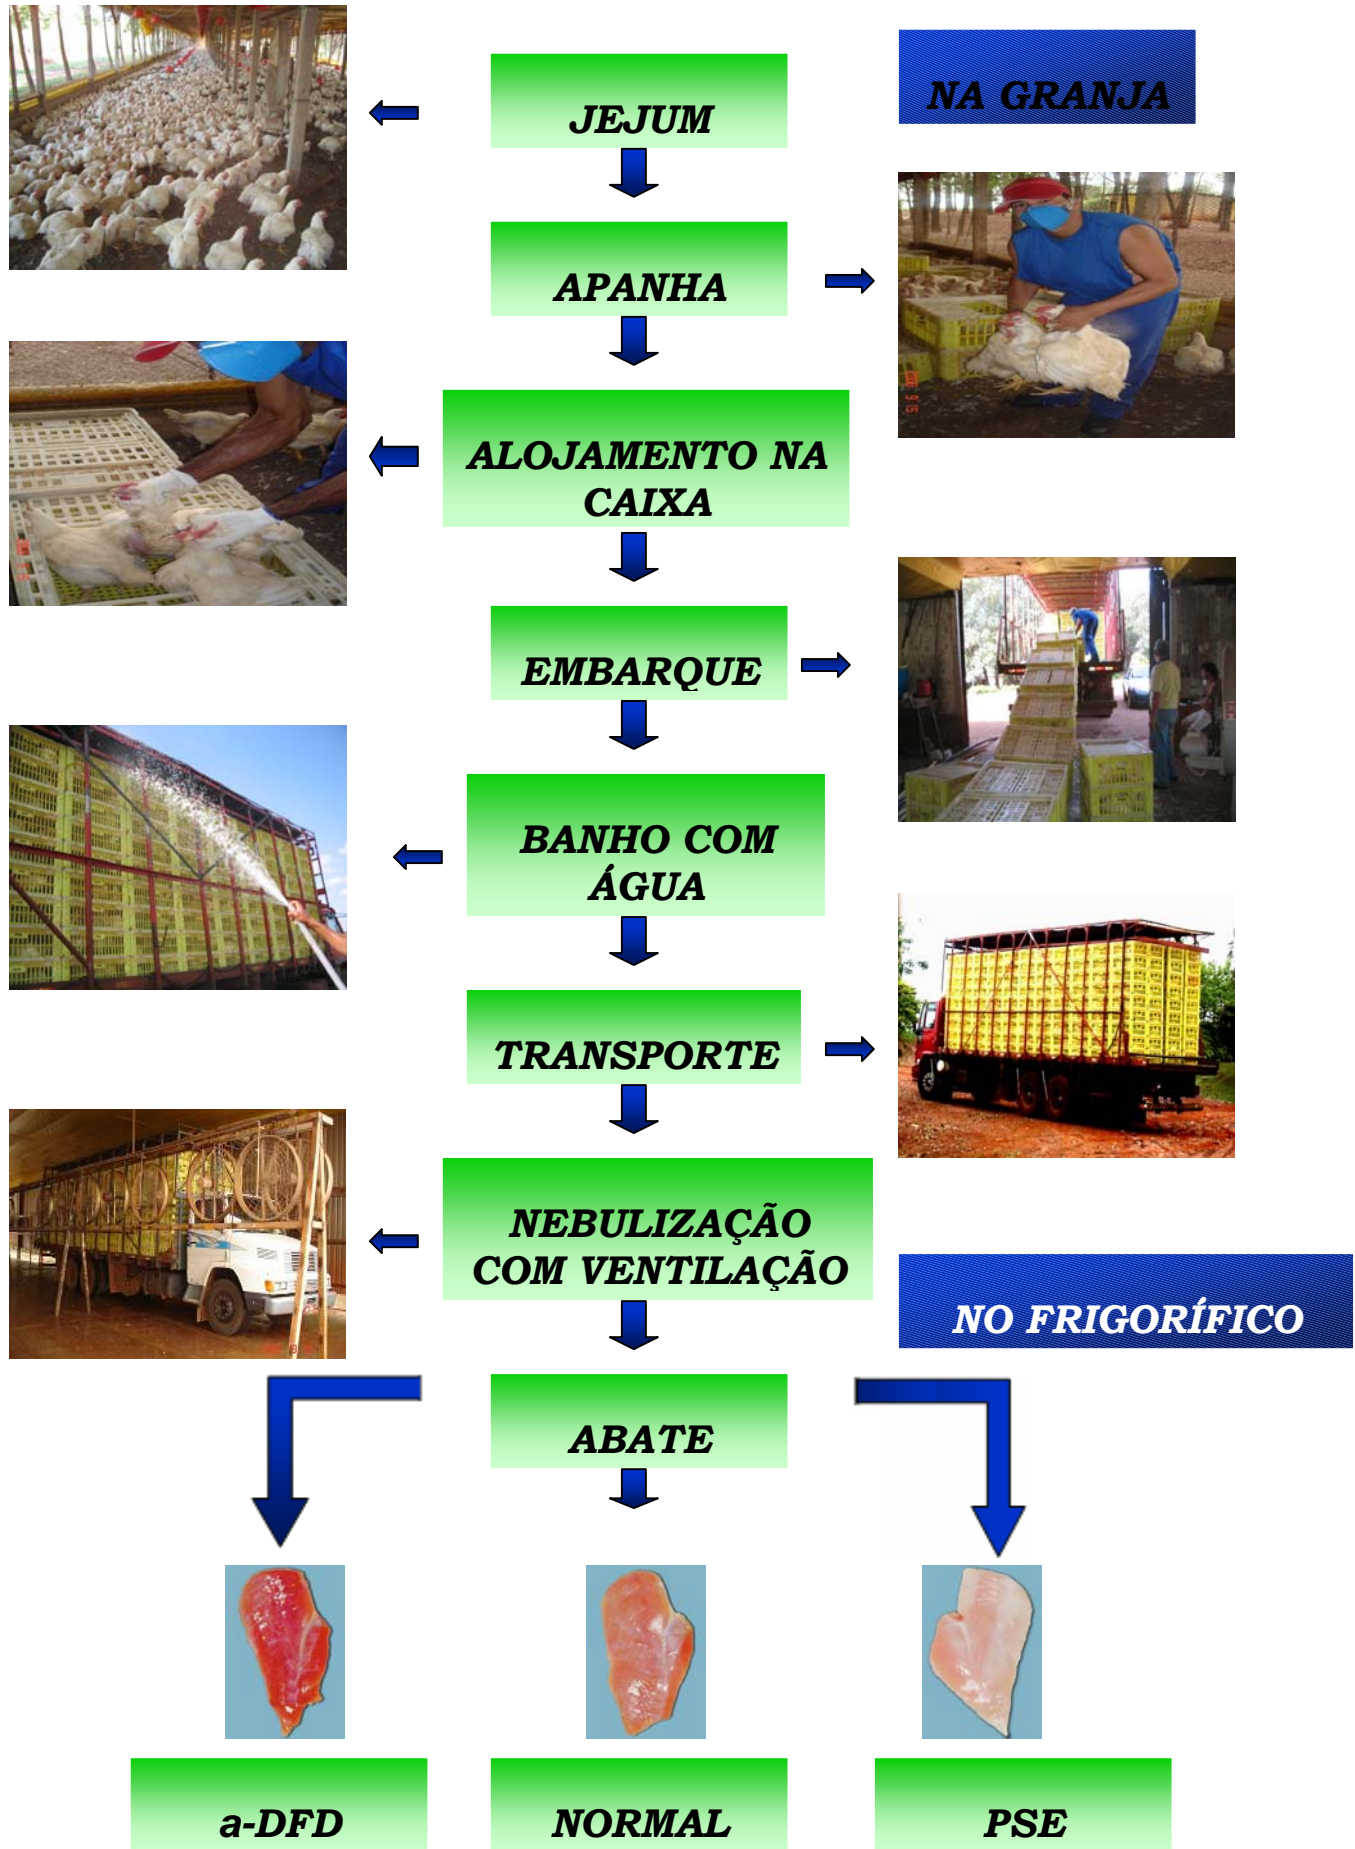 JEJUM
NA GRANJA
APANHA
ALOJAMENTO NA
CAIXA
EMBARQUE
BANHO COM
ÁGUA
TRANSPORTE
NEBULIZAÇÃO
COM VENTILAÇÃO
NO FRIGORÍFICO
ABATE
a-DFD
NORMAL
PSE